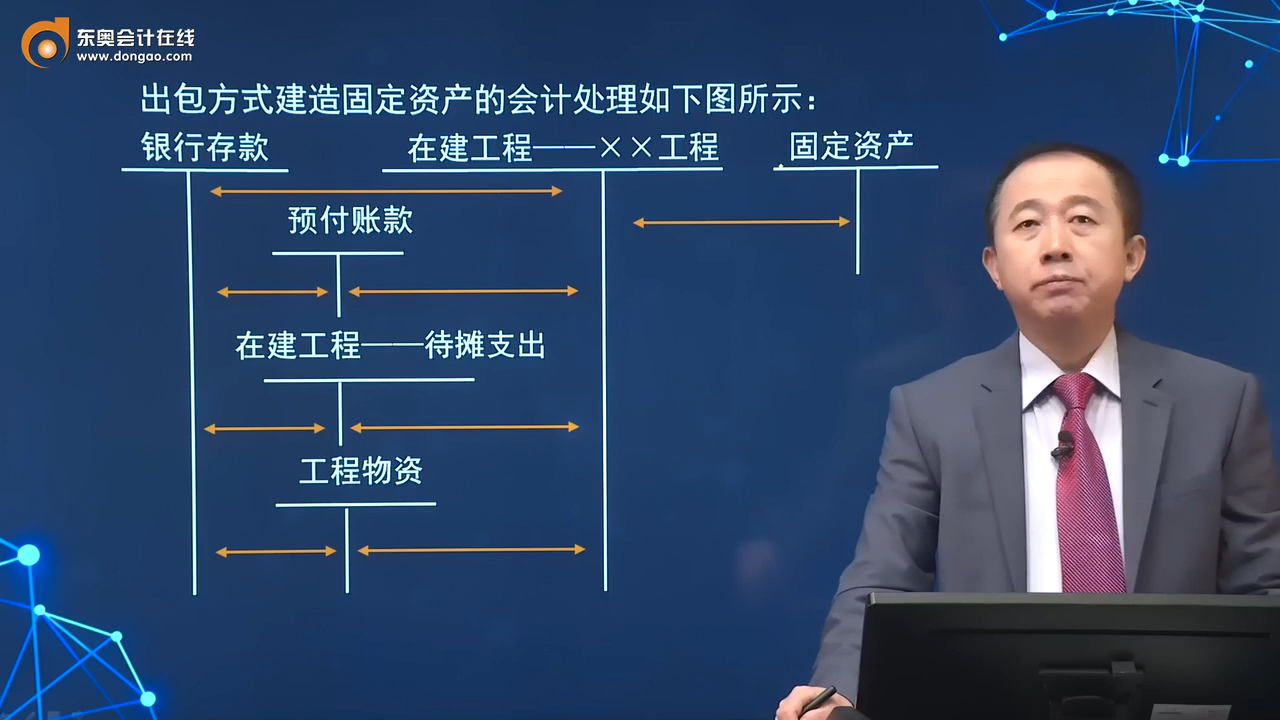 东奥会计在线
www.dongao.com
出包方式建造固定资产的会计处理如下图所示：
银行存款 在建工程——××工程 固定资产
预付账款
在建工程——待摊支出
工程物资